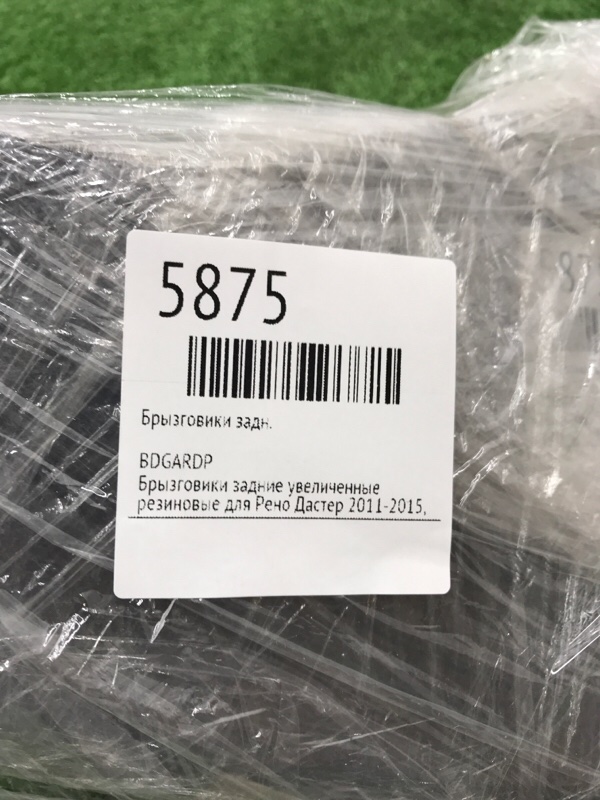 5875
Брызговики задн.
BDGARDP
Брызговики задние увеличенные
резиновые для Рено Дастер 2011-2015,